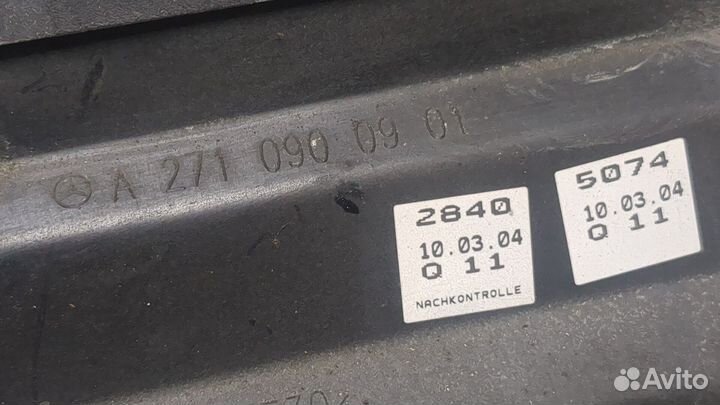 A 271 090 09 01
2840
10.03.04
Q 11
NACHKONTROLLE
5074
10.03.04
Q 11
Avito